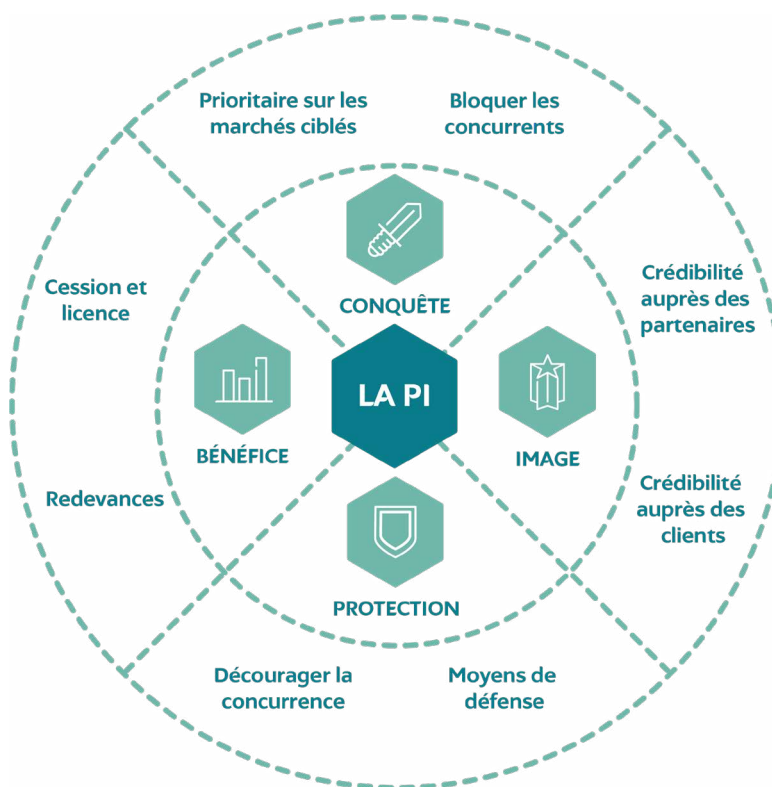 Prioritaire sur les
marchés ciblés
Bloquer les
concurrents
CONQUÊTE
Cession et
licence
Crédibilité
auprès des
partenaires
LA PI
BÉNÉFICE
IMAGE
Redevances
Crédibilité
auprès des
clients
PROTECTION
Décourager la
concurrence
Moyens de
défense